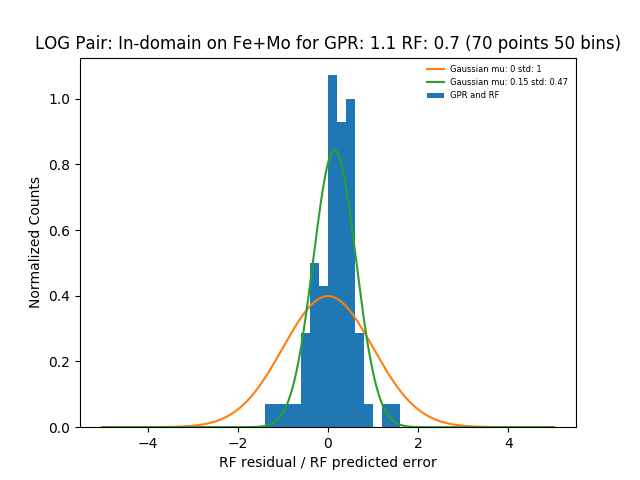 LOG Pair: In-domain on Fe+Mo for GPR: 1.1 RF: 0.7 (70 points 50 bins)
Gaussian mu: 0 std: 1
Gaussian mu: 0.15 std: 0.47
GPR and RF
Normalized Counts
1.0
0.8
0.6
0.4
0.2
0.0
−4 −2 0 2 4
RF residual / RF predicted error